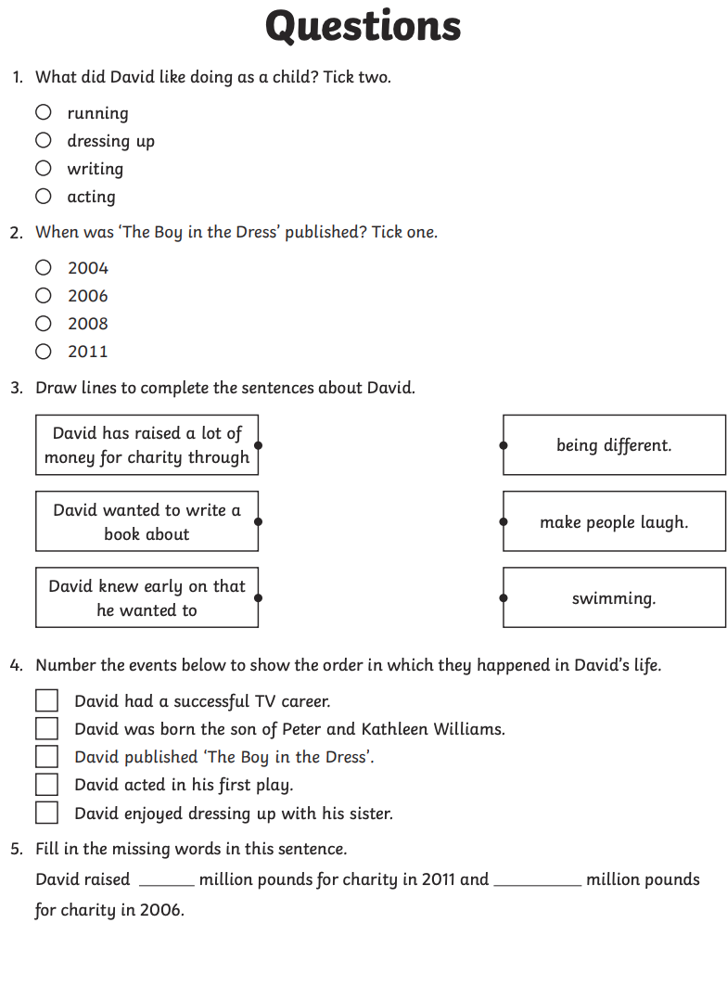 Questions
1. What did David like doing as a child? Tick two.
running
dressing up
writing
acting
2. When was ‘The Boy in the Dress’ published? Tick one.
2004
2006
2008
2011
3. Draw lines to complete the sentences about David.
David has raised a lot of
money for charity through
being different.
David wanted to write a
book about
make people laugh.
David knew early on that
he wanted to
swimming.
4. Number the events below to show the order in which they happened in David’s life.
David had a successful TV career.
David was born the son of Peter and Kathleen Williams.
David published ‘The Boy in the Dress’.
David acted in his first play.
David enjoyed dressing up with his sister.
5. Fill in the missing words in this sentence.
David raised ______ million pounds for charity in 2011 and __________ million pounds
for charity in 2006.